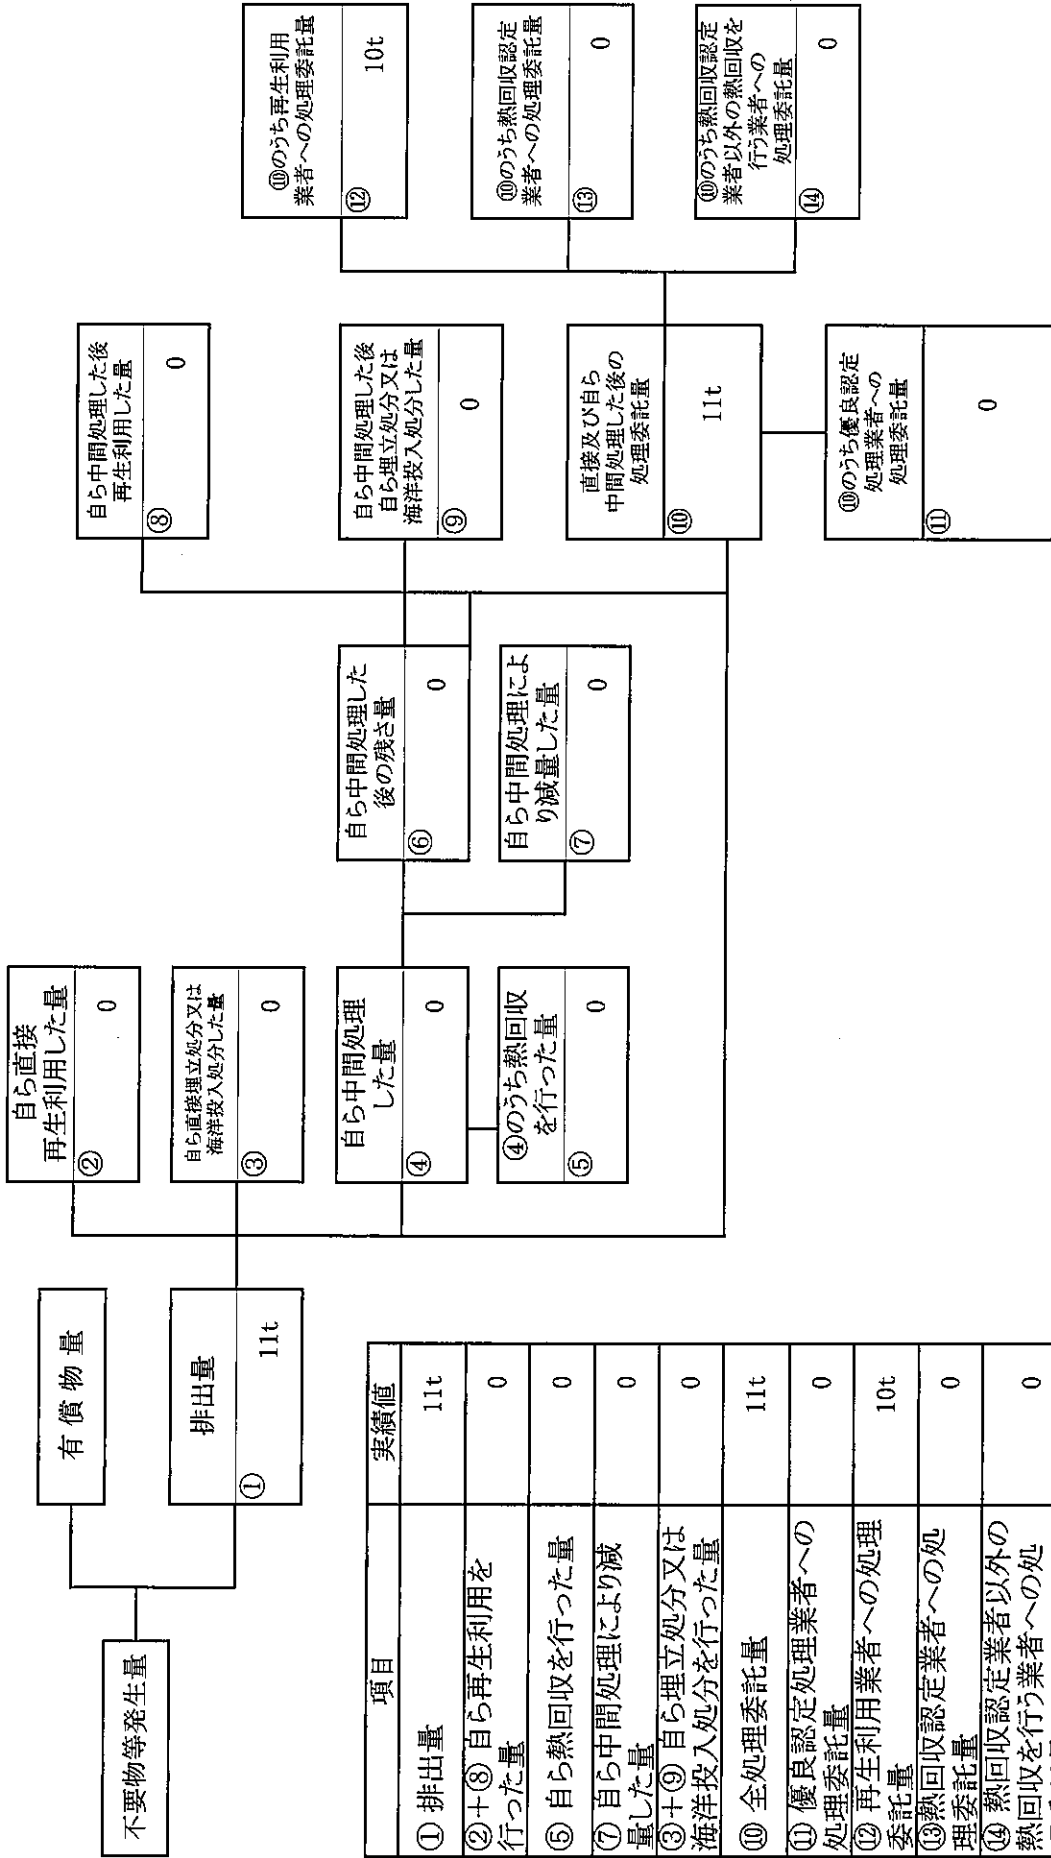 不要物等発生量
有償物量
排出量
①
11t
自ら直接
再生利用した量
②
0
自ら直接埋立処分又は
海洋投入処分した量
③
0
自ら中間処理
した量
④
0
④のうち熱回収
を行った量
⑤
0
自ら中間処理した
後の残さ量
⑥
0
自ら中間処理によ
り減量した量
⑦
0
自ら中間処理した後
再生利用した量
⑧
0
自ら中間処理した後
自ら埋立処分又は
海洋投入処分した量
⑨
0
直接及び自ら
中間処理した後の
処理委託量
⑩
11t
⑩のうち優良認定
処理業者への
処理委託量
⑪
0
⑩のうち再生利用
業者への処理委託量
⑫
10t
⑩のうち熱回収認定
業者への処理委託量
⑬
0
⑩のうち熱回収認定
業者以外の熱回収を
行う業者への
処理委託量
⑭
0
項目 実績値
① 排出量 11t
②+⑧ 自ら再生利用を
行った量 0
⑤ 自ら熱回収を行った量 0
⑦ 自ら中間処理により減
量した量 0
③+⑨ 自ら埋立処分又は
海洋投入処分を行った量 0
⑩ 全処理委託量 11t
⑪ 優良認定処理業者への
処理委託量 0
⑫ 再生利用業者への処理
委託量 10t
⑬熱回収認定業者への処
理委託量 0
⑭ 熱回収認定業者以外の
熱回収を行う業者への処 0